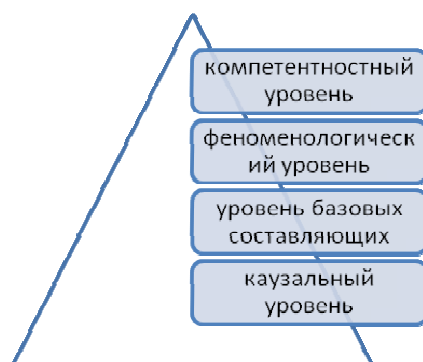 компетентностный
уровень
феноменологическ
ий уровень
уровень базовых
составляющих
каузальный
уровень